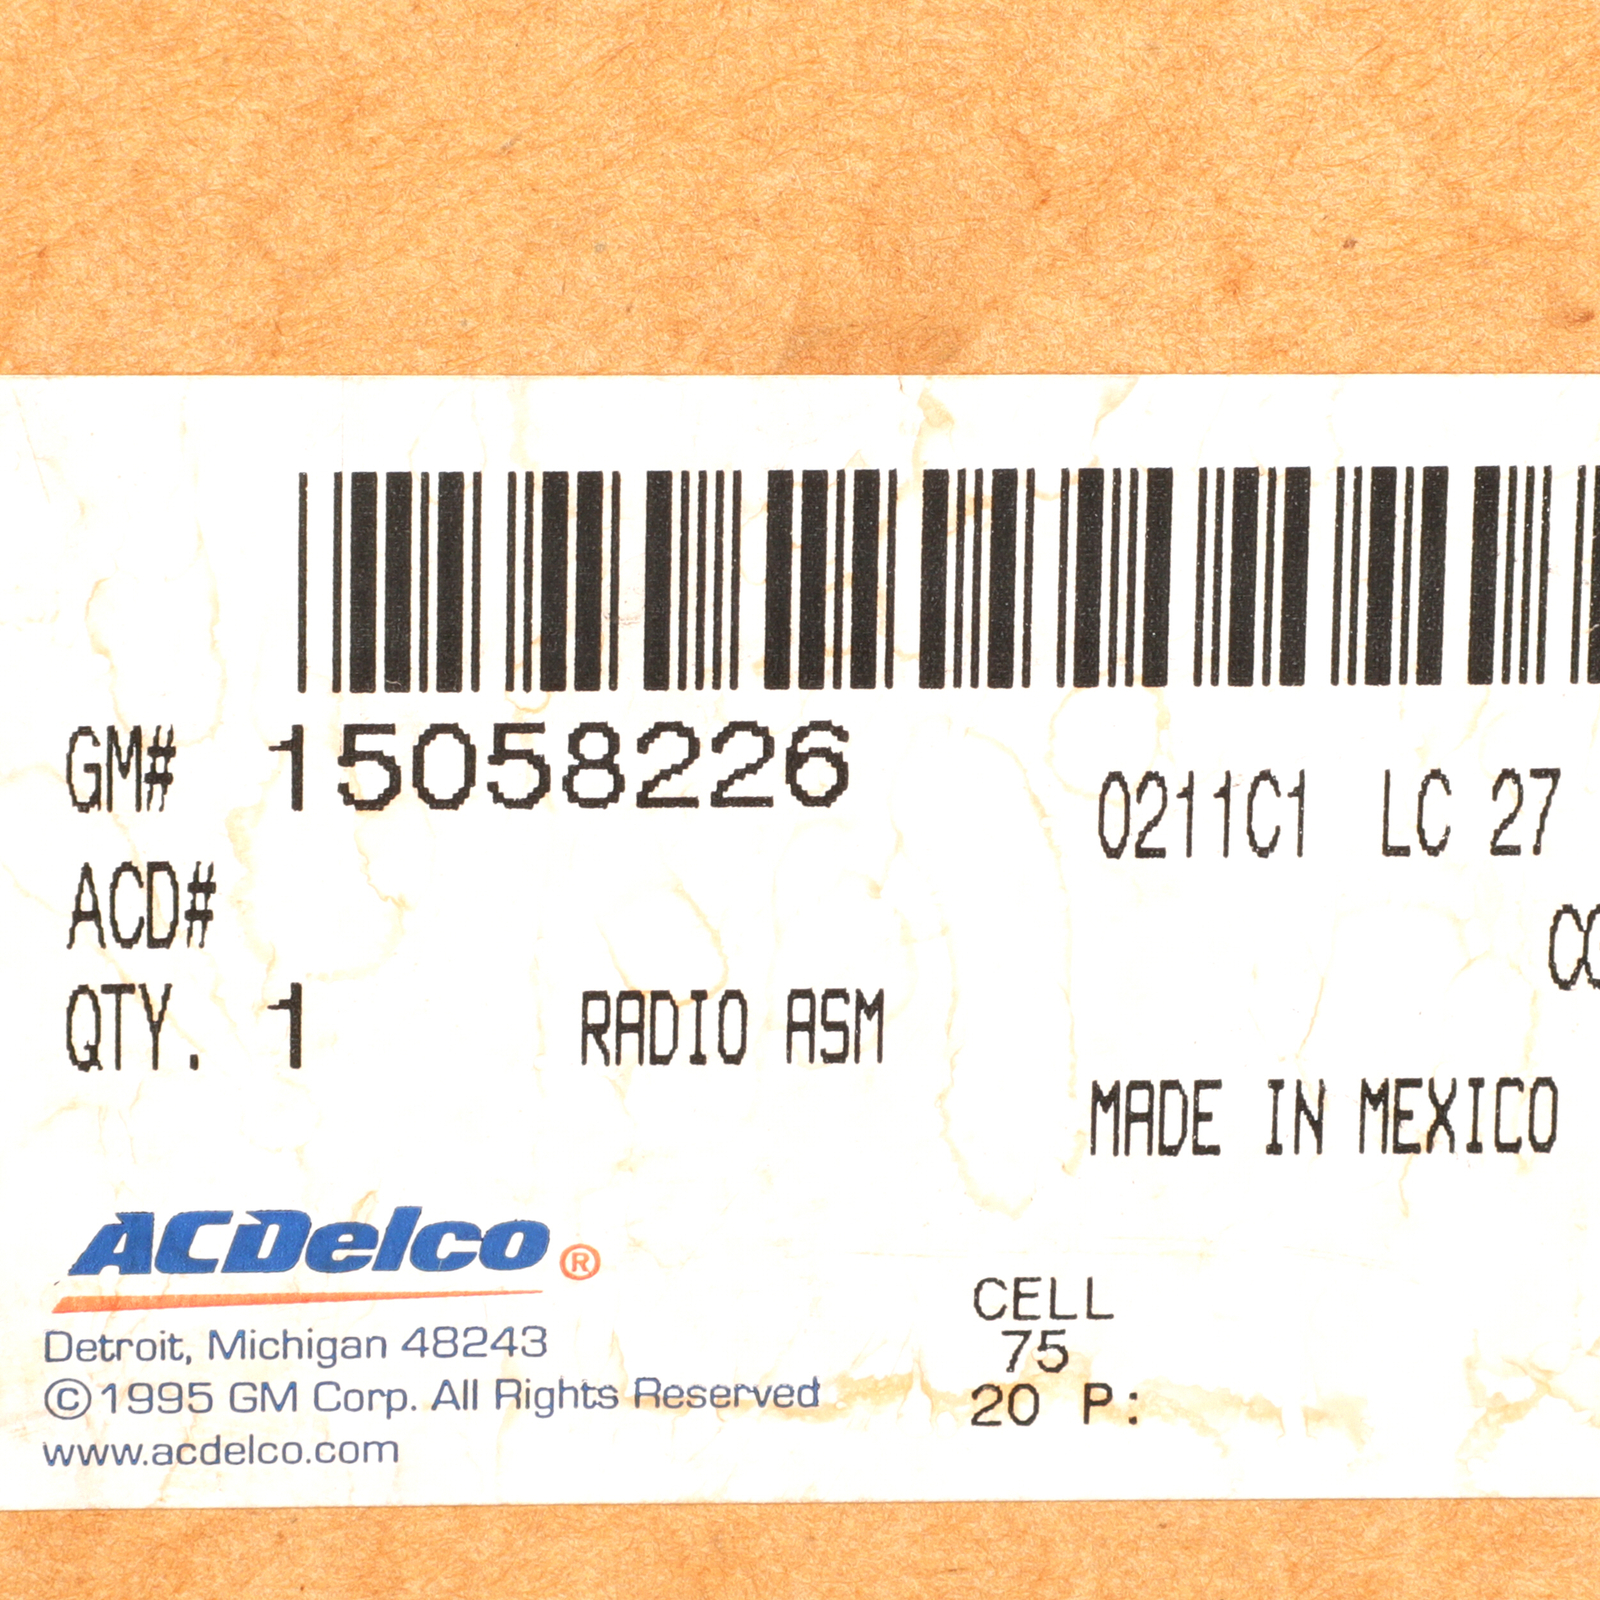 GM# 15058226
0211C1 LC 27
ACD#
QTY. 1 RADIO ASM
MADE IN MEXICO
ACDelco®
Detroit, Michigan 48243
©1995 GM Corp. All Rights Reserved
www.acdelco.com
CELL
75
20 P: